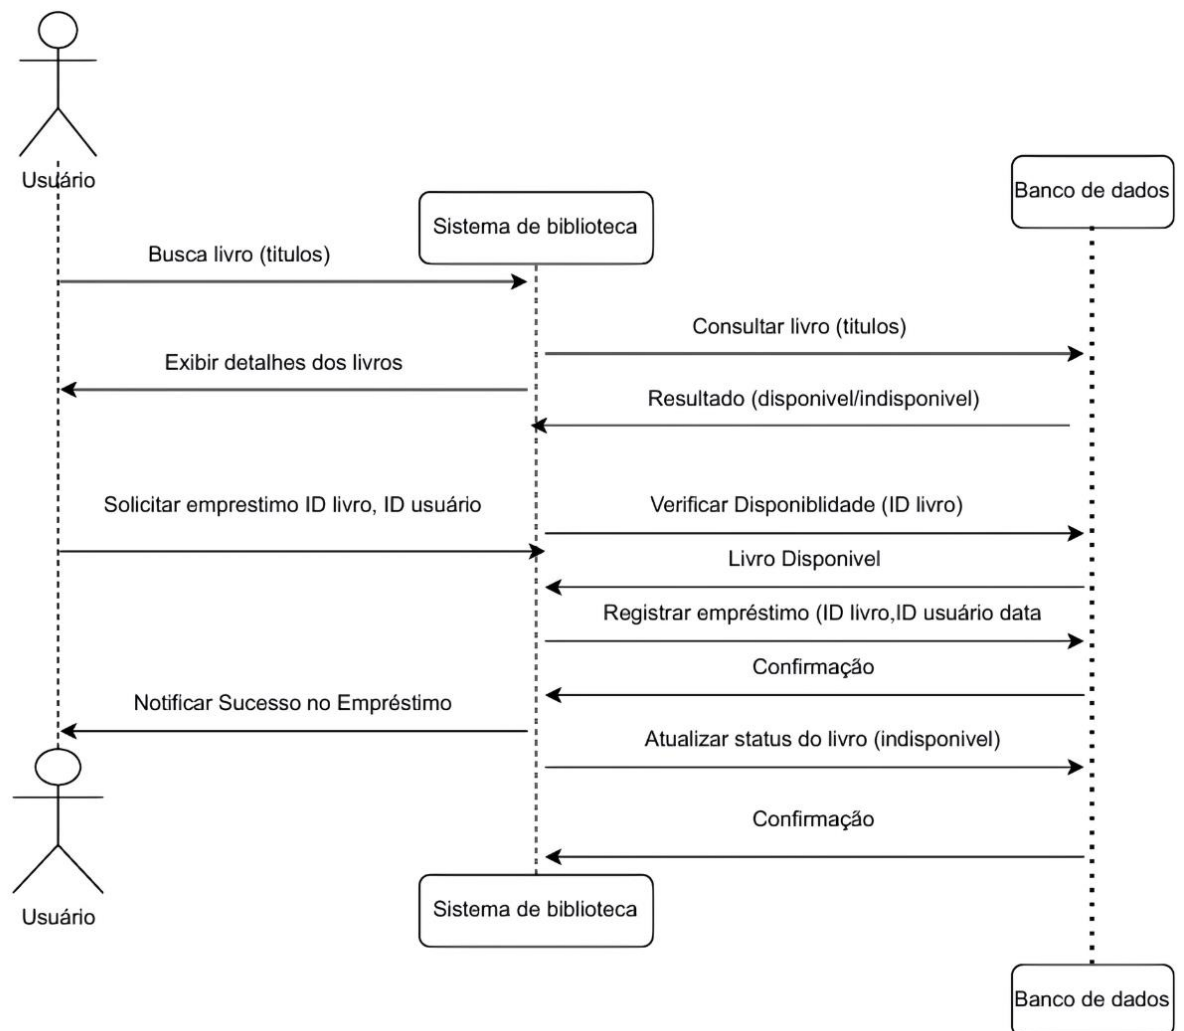 Usuário
Banco de dados
Sistema de biblioteca
Busca livro (titulos)
Consultar livro (titulos)
Exibir detalhes dos livros
Resultado (disponivel/indisponivel)
Solicitar emprestimo ID livro, ID usuário
Verificar Disponiblidade (ID livro)
Livro Disponivel
Registrar empréstimo (ID livro,ID usuário data
Confirmação
Notificar Sucesso no Empréstimo
Atualizar status do livro (indisponivel)
Confirmação
Sistema de biblioteca
Usuário
Banco de dados